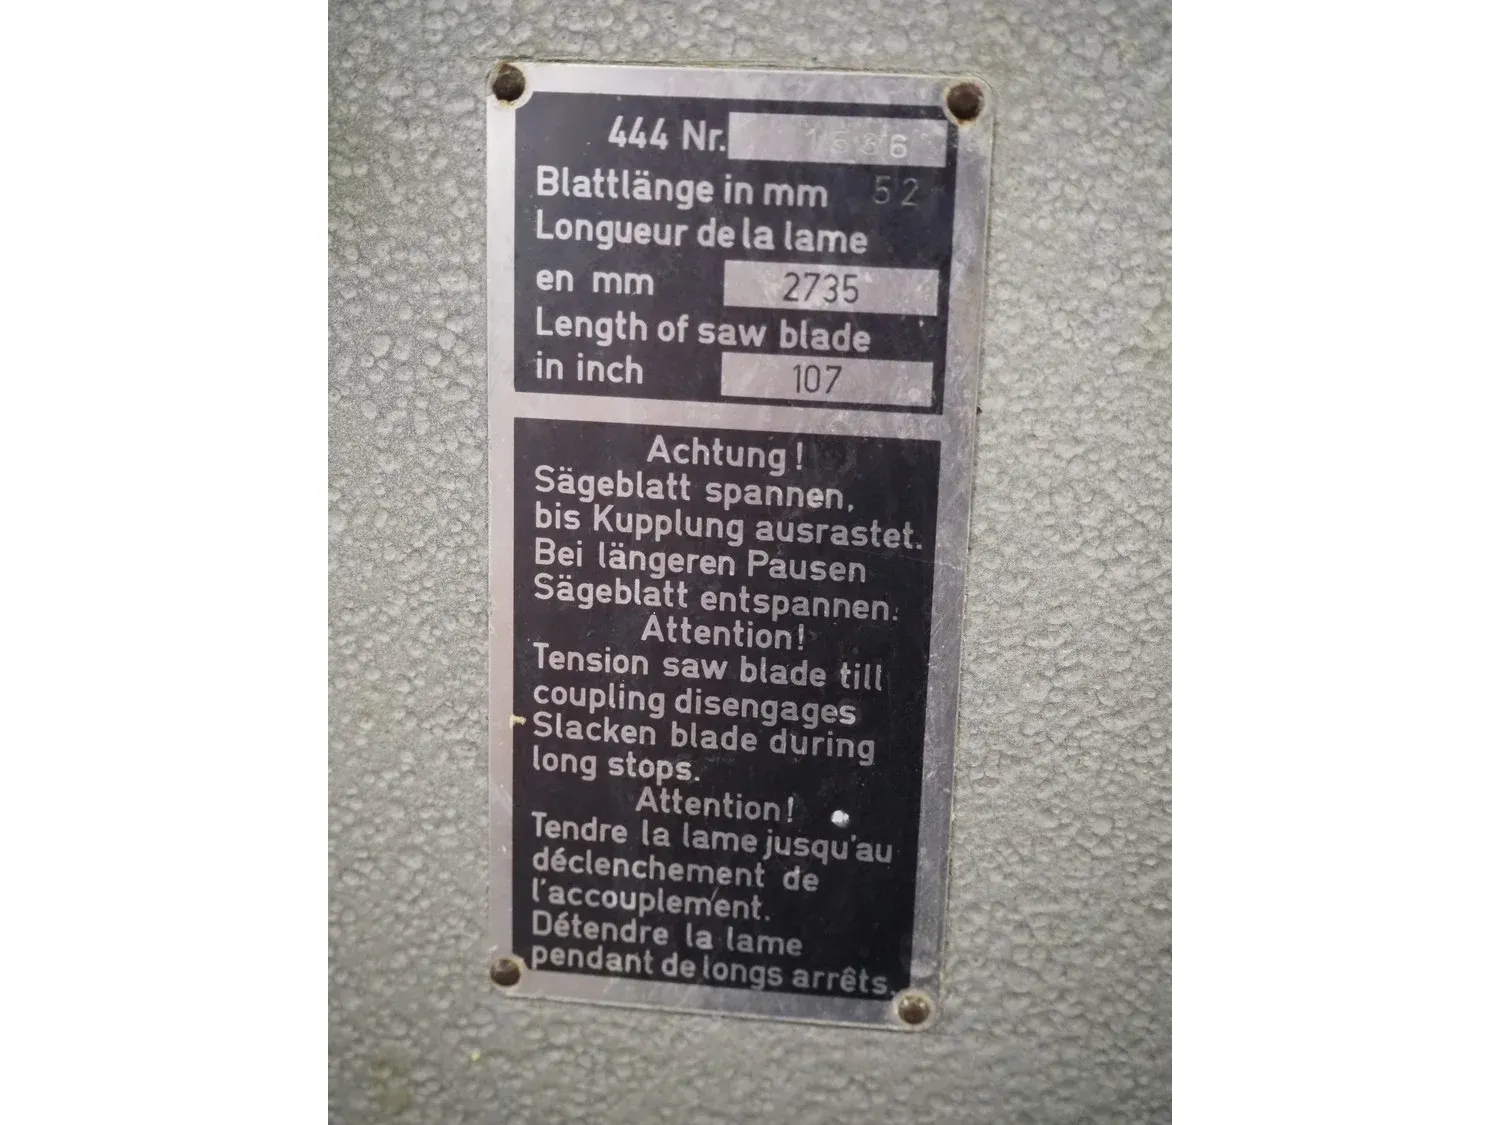 444 Nr. 1536
Blattlänge in mm 52
Longueur de la lame
en mm 2735
Length of saw blade
in inch 107
Achtung!
Sägeblatt spannen,
bis Kupplung ausrastet.
Bei längeren Pausen
Sägeblatt entspannen.
Attention!
Tension saw blade till
coupling disengages
Slacken blade during
long stops.
Attention!
Tendre la lame jusqu'au
déclenchement de
l'accouplement.
Détendre la lame
pendant de longs arrêts.